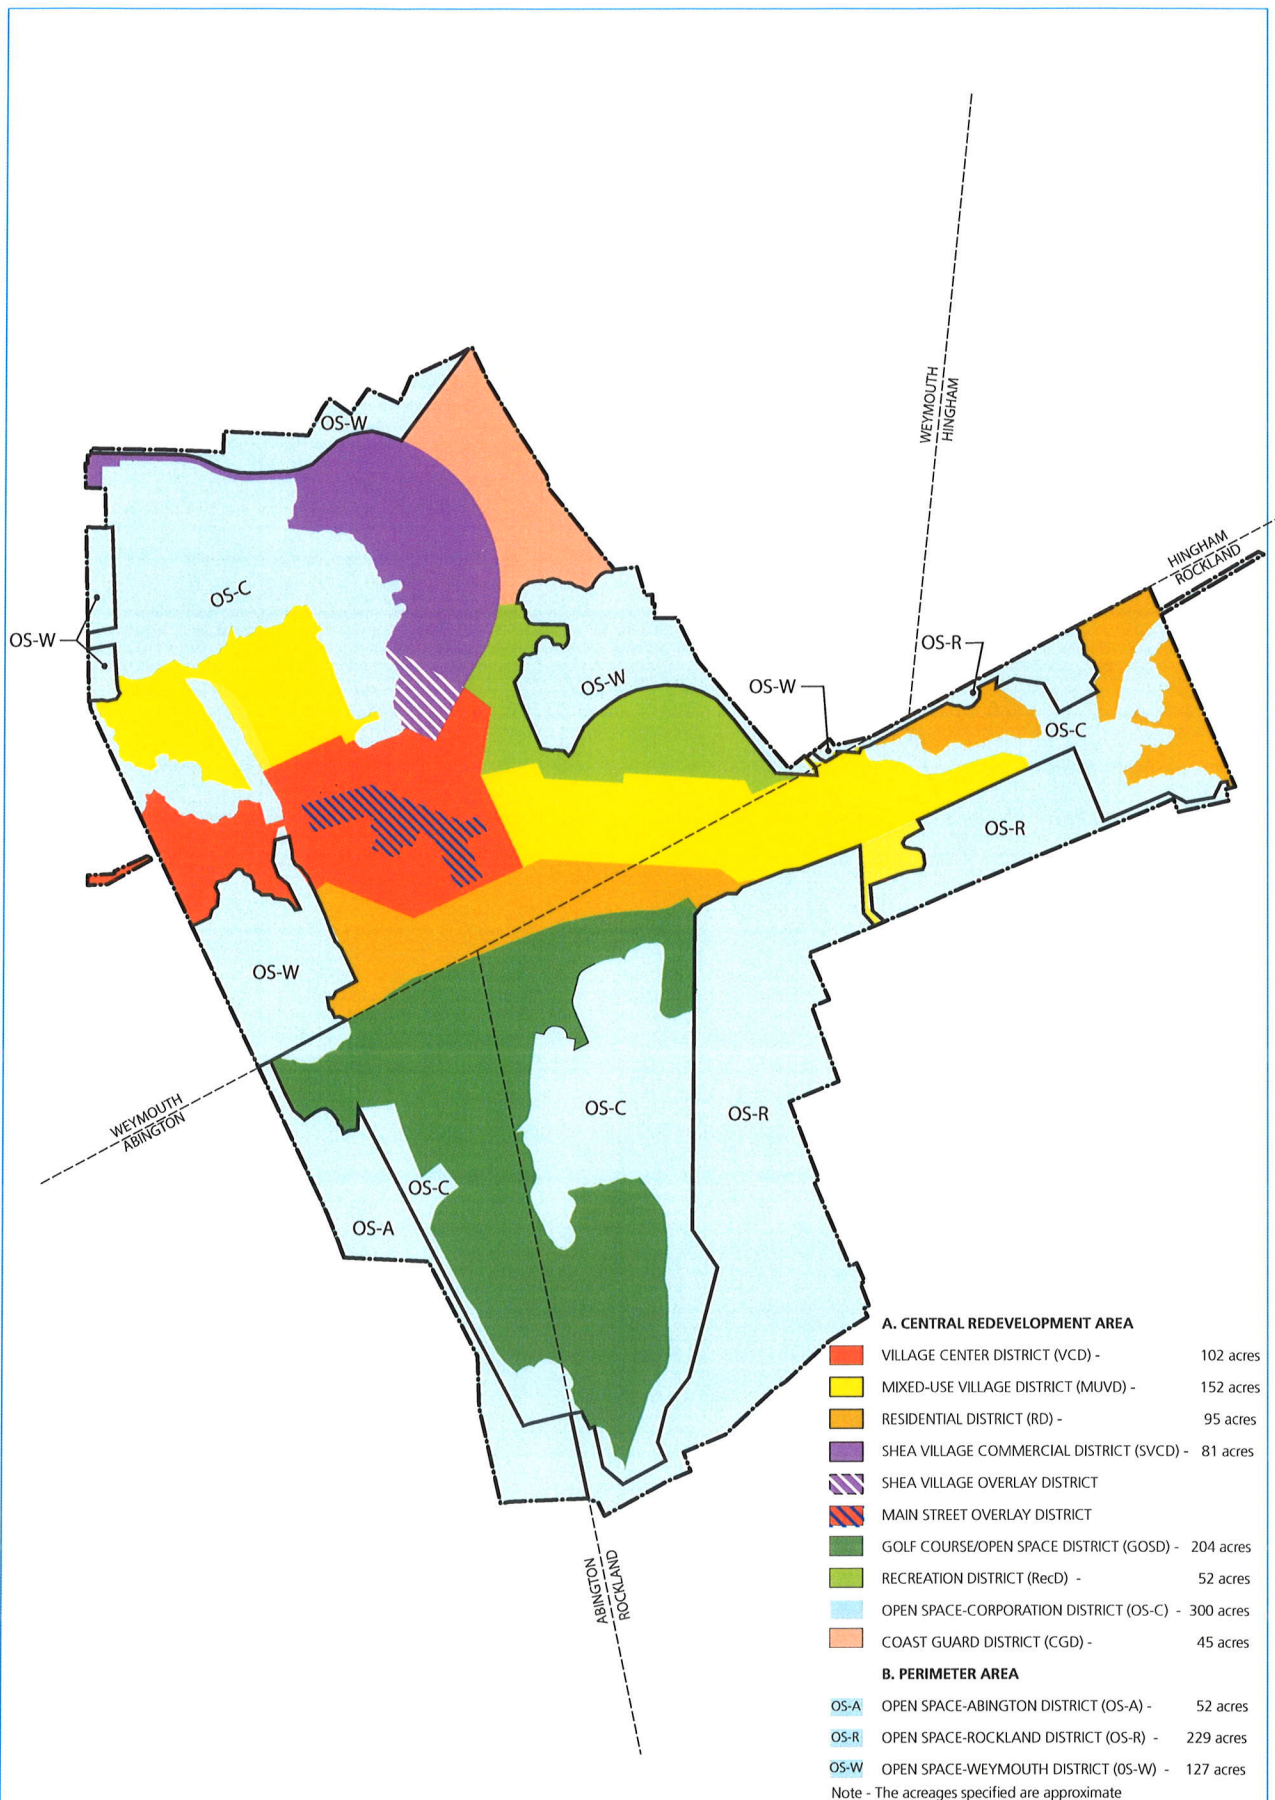 WEYMOUTH
HINGHAM
OS-W
HINGHAM
ROCKLAND
OS-C
OS-W
OS-R
OS-W
OS-W
OS-C
OS-R
OS-W
OS-C
OS-R
WEYMOUTH
ABINGTON
OS-C
OS-A
A. CENTRAL REDEVELOPMENT AREA
VILLAGE CENTER DISTRICT (VCD) - 102 acres
MIXED-USE VILLAGE DISTRICT (MUVD) - 152 acres
RESIDENTIAL DISTRICT (RD) - 95 acres
SHEA VILLAGE COMMERCIAL DISTRICT (SVCD) - 81 acres
SHEA VILLAGE OVERLAY DISTRICT
MAIN STREET OVERLAY DISTRICT
GOLF COURSE/OPEN SPACE DISTRICT (GOSD) - 204 acres
RECREATION DISTRICT (RecD) - 52 acres
OPEN SPACE-CORPORATION DISTRICT (OS-C) - 300 acres
COAST GUARD DISTRICT (CGD) - 45 acres
B. PERIMETER AREA
OS-A OPEN SPACE-ABINGTON DISTRICT (OS-A) - 52 acres
OS-R OPEN SPACE-ROCKLAND DISTRICT (OS-R) - 229 acres
OS-W OPEN SPACE-WEYMOUTH DISTRICT (0S-W) - 127 acres
Note - The acreages specified are approximate
ABINGTON
ROCKLAND